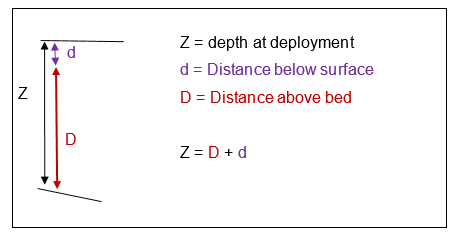 d
Z
D
Z = depth at deployment
d = Distance below surface
D = Distance above bed
Z = D + d